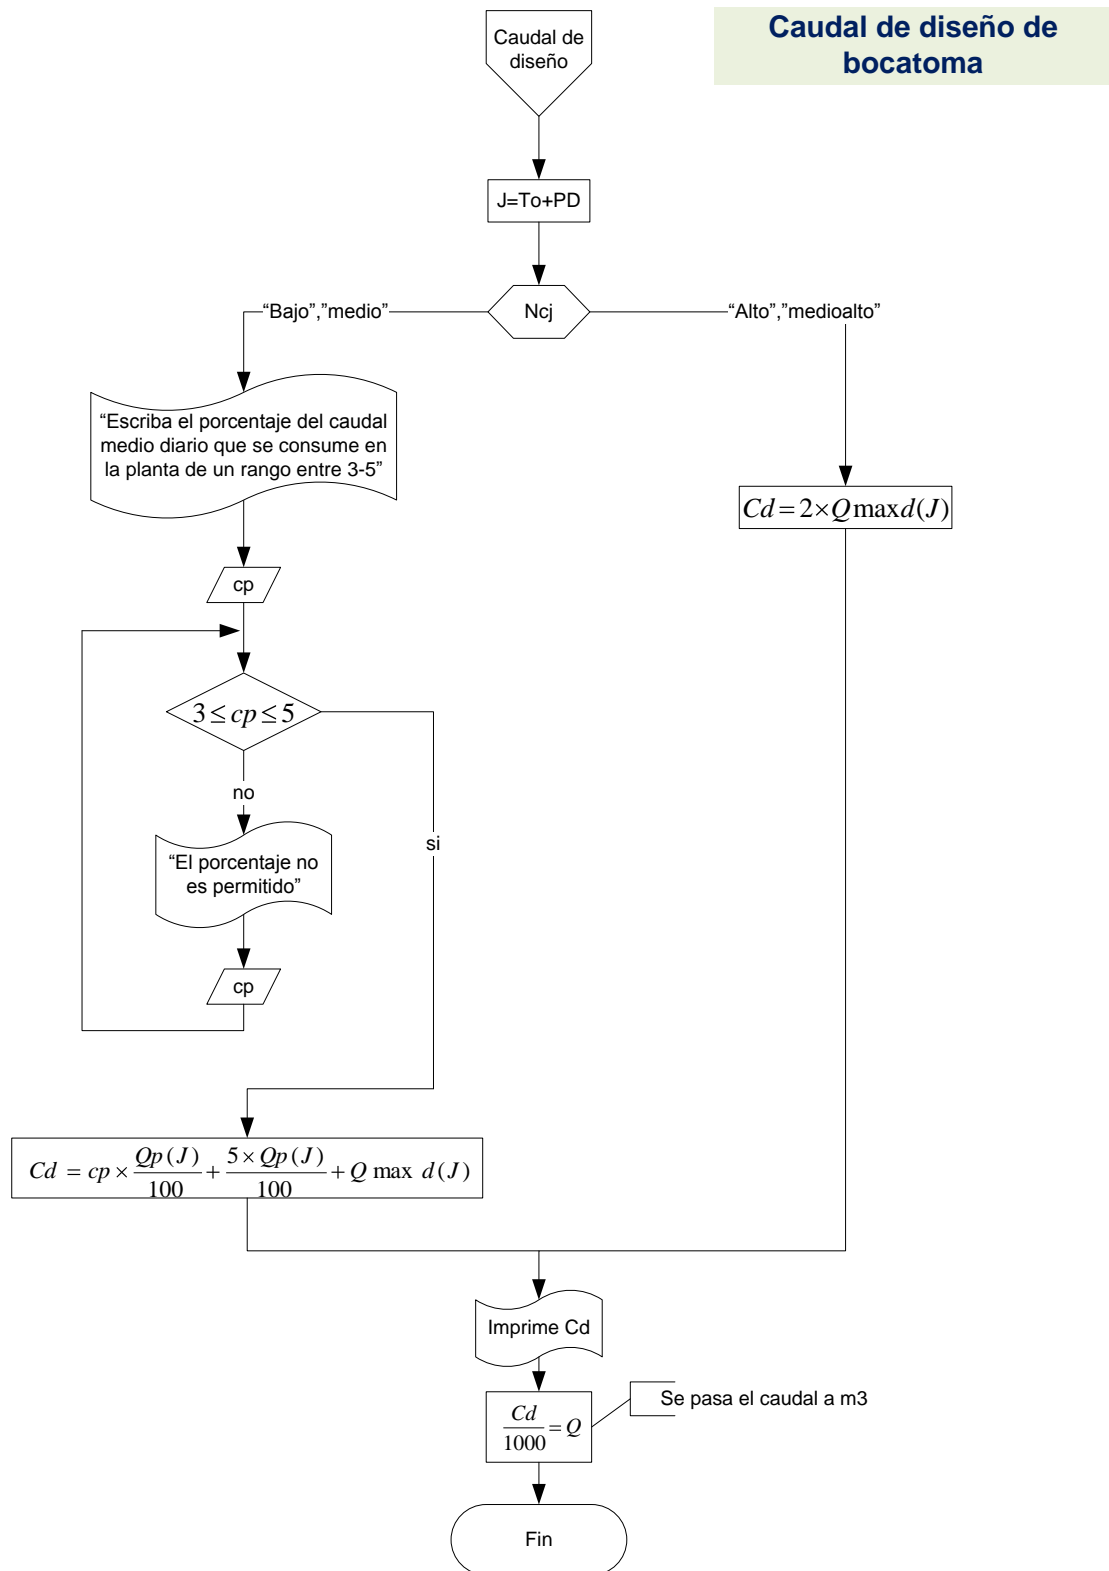 Caudal de diseño de
bocatoma
Caudal de
diseño
J=To+PD
Ncj
“Bajo”,”medio”
“Alto”,”medioalto”
“Escriba el porcentaje del caudal
medio diario que se consume en
la planta de un rango entre 3-5”
Cd = 2 × Q max d(J)
cp
3 ≤ cp ≤ 5
no
si
“El porcentaje no
es permitido”
cp
Cd = cp × Qp(J)/100 + 5 × Qp(J)/100 + Q max d(J)
Imprime Cd
Cd/1000 = Q
Se pasa el caudal a m3
Fin